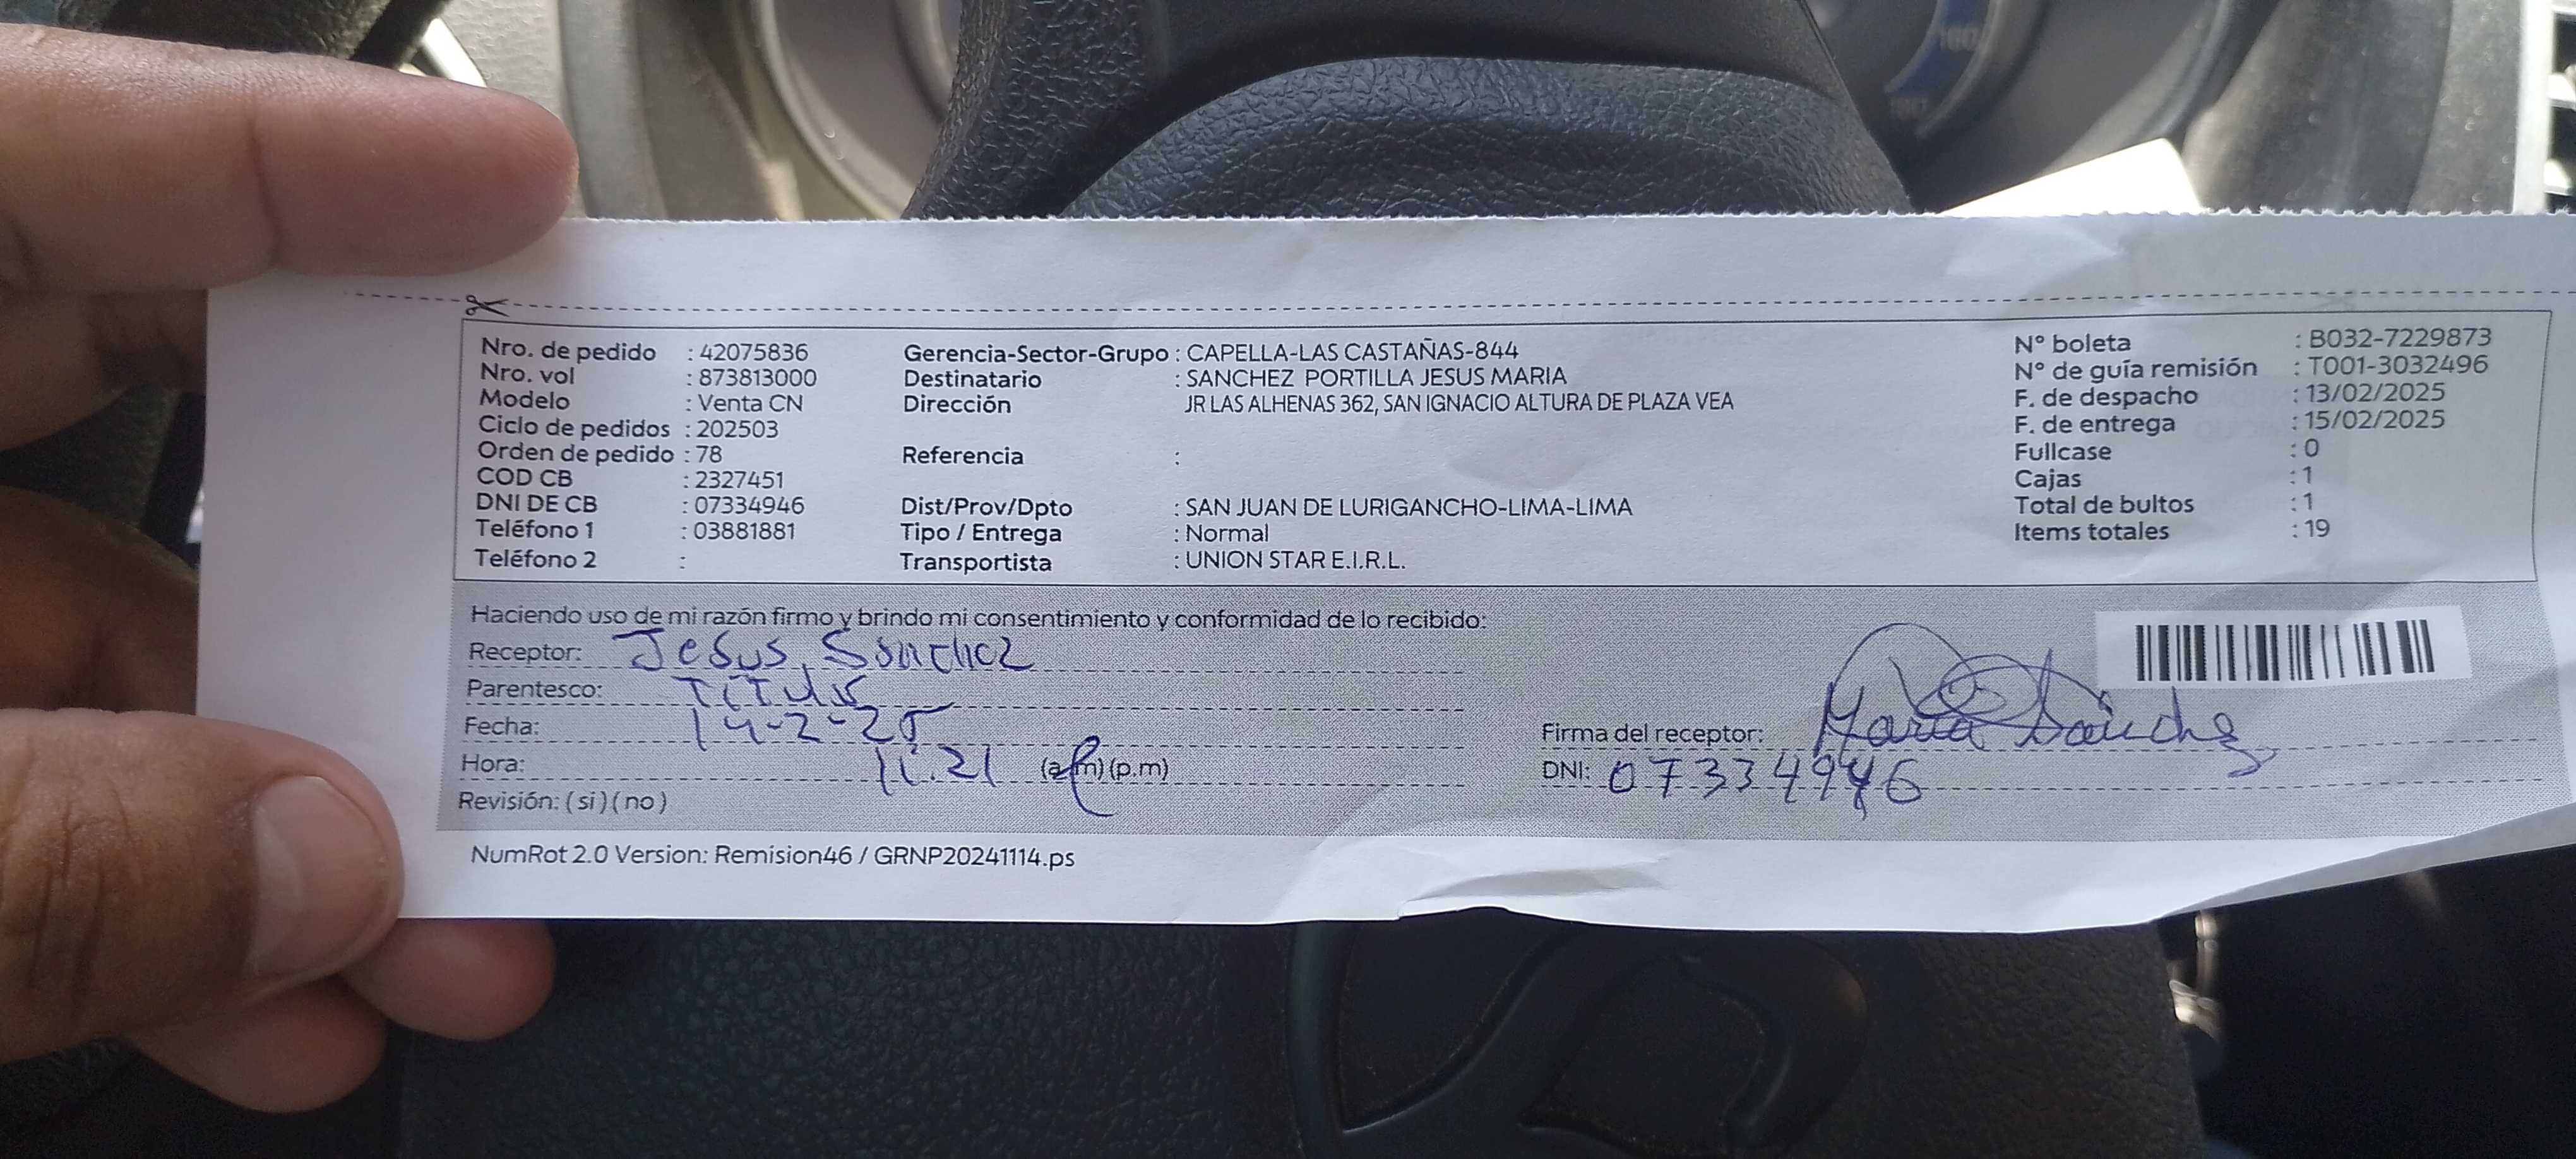 Nro. de pedido : 42075836 Gerencia-Sector-Grupo : CAPELLA-LAS CASTAÑAS-844 N° boleta : B032-7229873
Nro. vol : 873813000 Destinatario : SANCHEZ PORTILLA JESUS MARIA N° de guía remisión : T001-3032496
Modelo : Venta CN Dirección JR LAS ALHENAS 362, SAN IGNACIO ALTURA DE PLAZA VEA F. de despacho : 13/02/2025
Ciclo de pedidos : 202503 F. de entrega : 15/02/2025
Orden de pedido : 78 Referencia : Fullcase : 0
COD CB : 2327451 Cajas : 1
DNI DE CB : 07334946 Dist/Prov/Dpto : SAN JUAN DE LURIGANCHO-LIMA-LIMA Total de bultos : 1
Teléfono 1 : 03881881 Tipo / Entrega : Normal Items totales : 19
Teléfono 2 : Transportista : UNION STAR E.I.R.L.
Haciendo uso de mi razón firmo y brindo mi consentimiento y conformidad de lo recibido:
Receptor: Jesus Sanchez
Parentesco: Titular
Fecha: 14-2-25 Firma del receptor: Maria Sanchez
Hora: 11:21 (a.m)(p.m) DNI: 07334946
Revisión: (si)(no)
NumRot 2.0 Version: Remision46 / GRNP20241114.ps